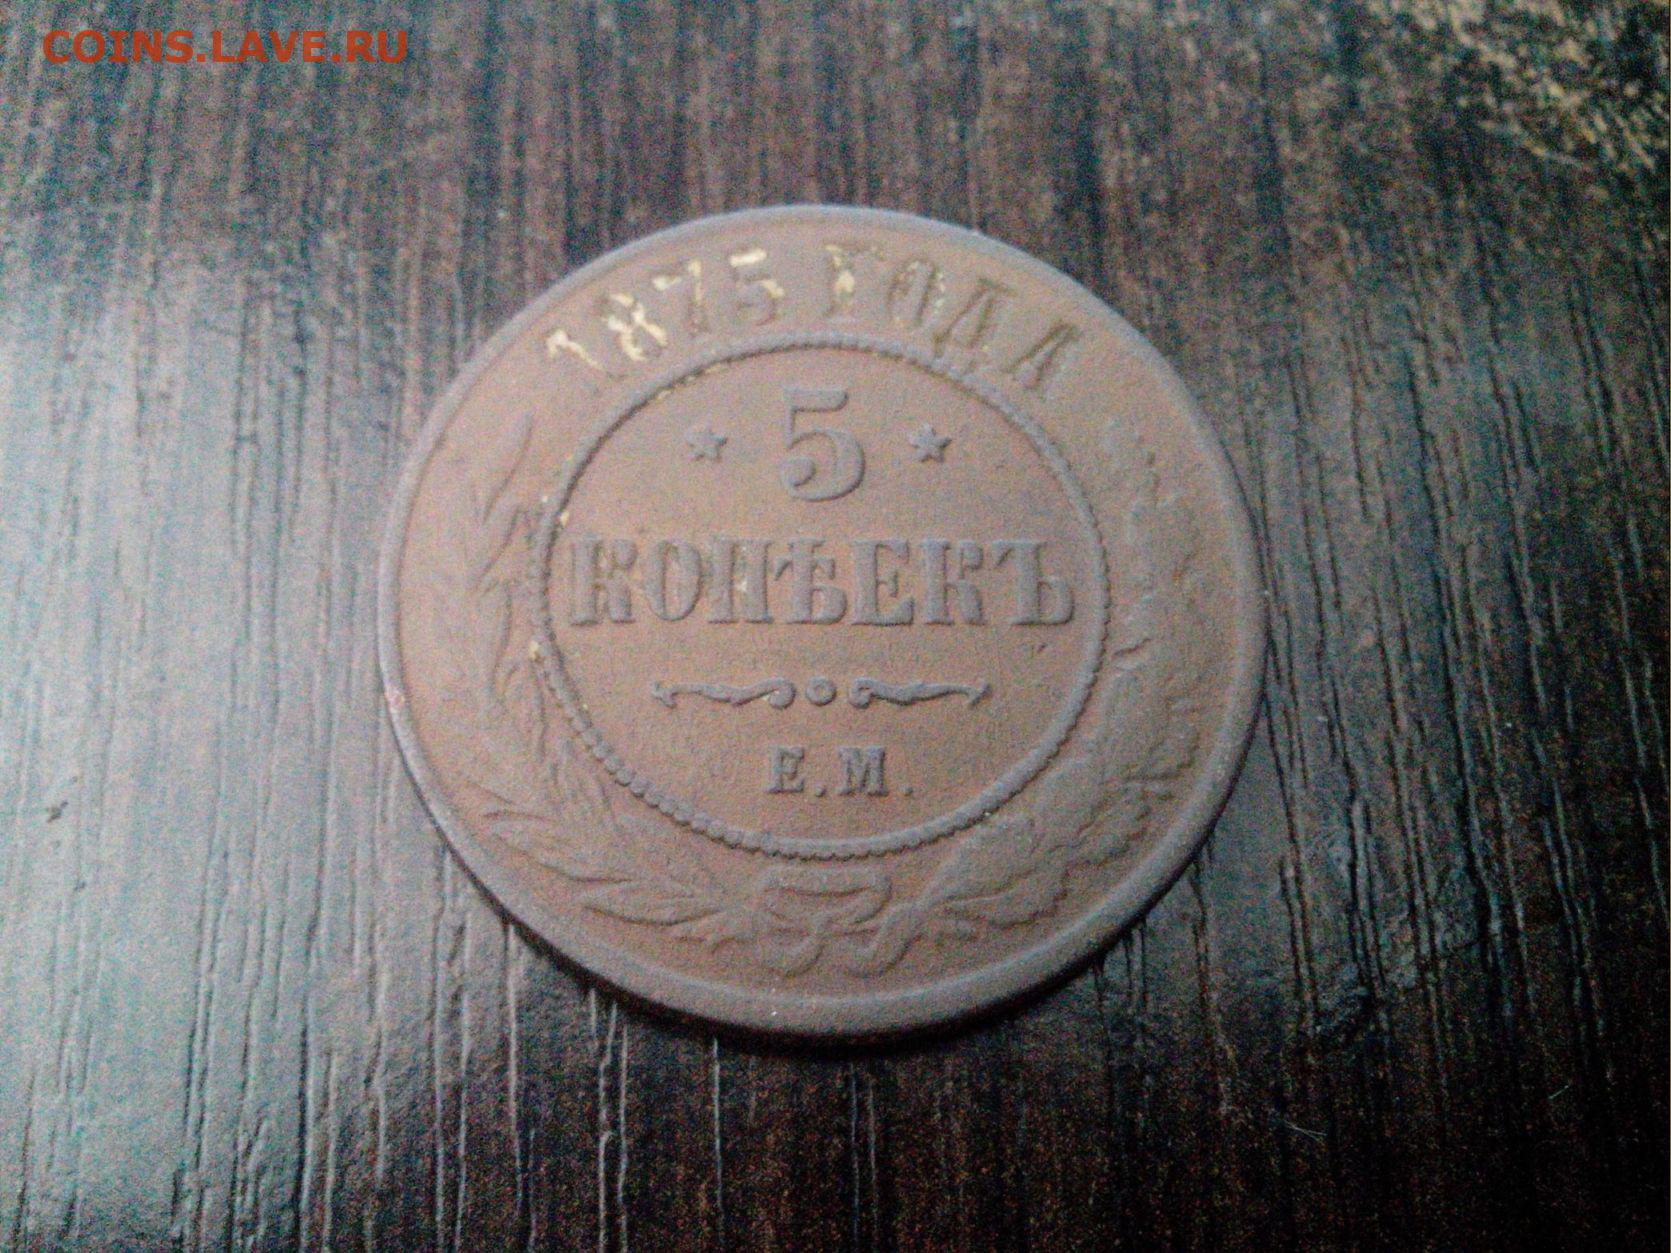 COINS.LAVE.RU
1875 ГОДА
5
КОПѢЕКЪ
Е.М.